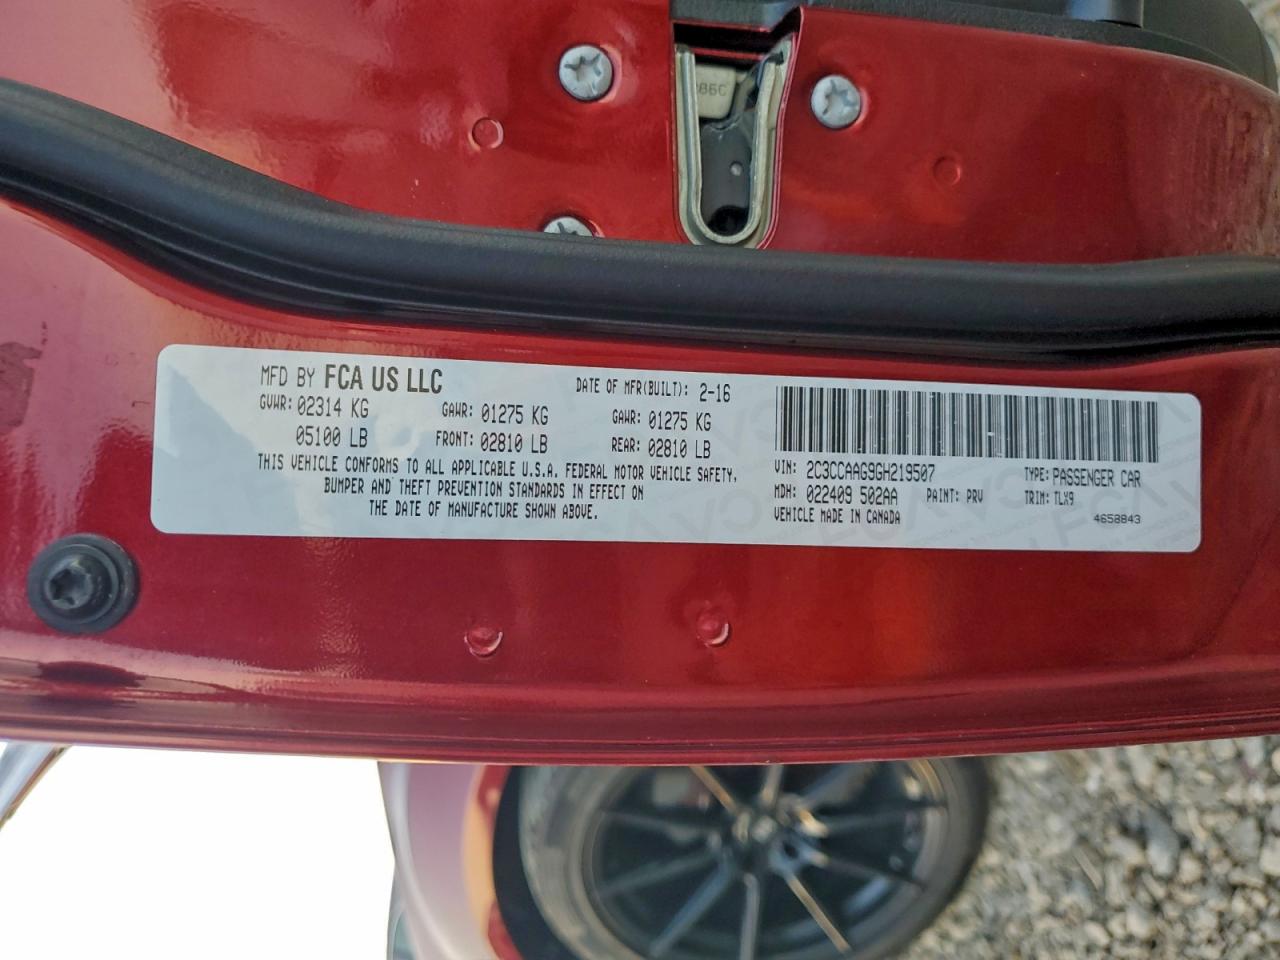 386C
MFD BY FCA US LLC
DATE OF MFR(BUILT): 2-16
GVWR: 02314 KG GAWR: 01275 KG GAWR: 01275 KG
05100 LB FRONT: 02810 LB REAR: 02810 LB
THIS VEHICLE CONFORMS TO ALL APPLICABLE U.S.A. FEDERAL MOTOR VEHICLE SAFETY,
BUMPER AND THEFT PREVENTION STANDARDS IN EFFECT ON
THE DATE OF MANUFACTURE SHOWN ABOVE.
VIN: 2C3CCAAG9GH219507 TYPE: PASSENGER CAR
MDH: 022409 502AA PAINT: PRV TRIM: TLX9
VEHICLE MADE IN CANADA 4658843